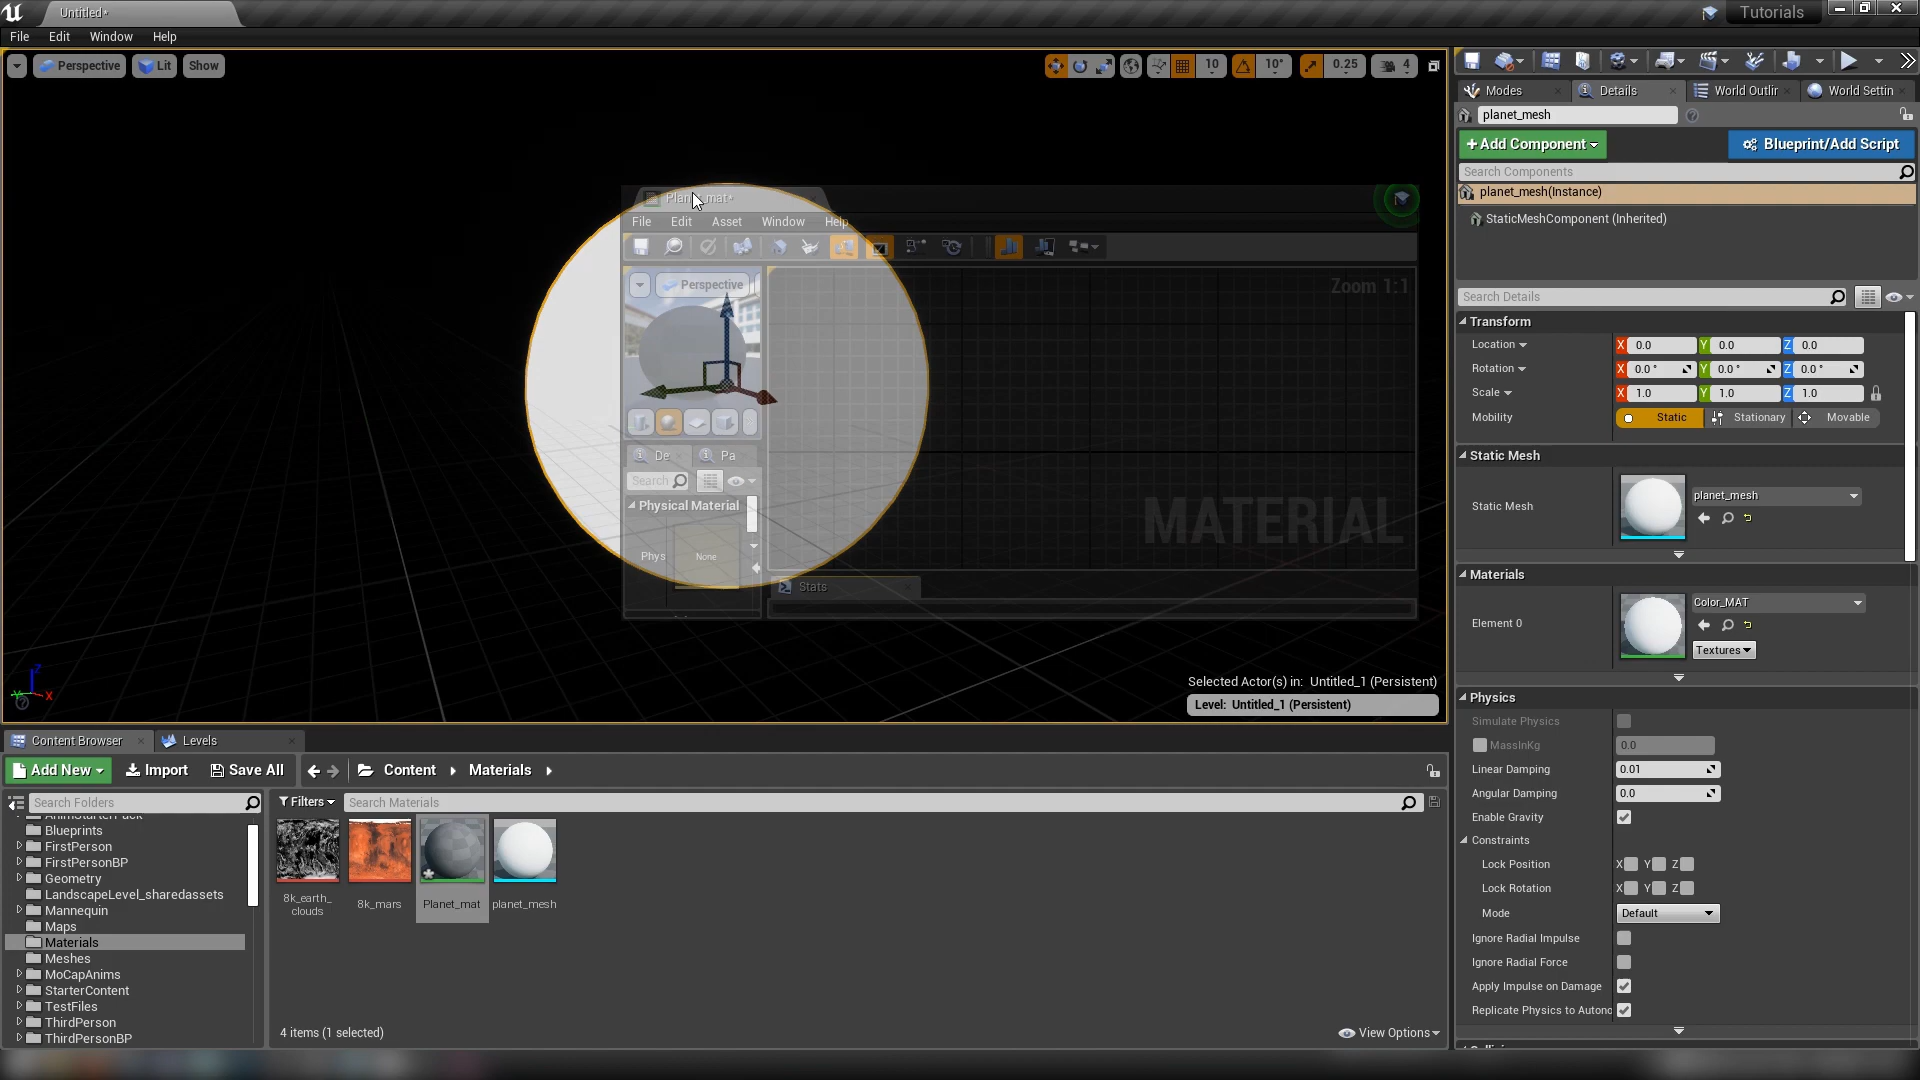 Untitled*
Tutorials
File Edit Window Help
Perspective Lit Show
10 10° 0.25 4
Modes Details World Outlin World Settin
planet_mesh
+Add Component Blueprint/Add Script
Search Components
planet_mesh(Instance)
StaticMeshComponent (Inherited)
Search Details
Transform
Location X 0.0 Y 0.0 Z 0.0
Rotation X 0.0 ° Y 0.0 ° Z 0.0 °
Scale X 1.0 Y 1.0 Z 1.0
Mobility Static Stationary Movable
Static Mesh
Static Mesh planet_mesh
Materials
Element 0 Color_MAT
Textures
Physics
Simulate Physics
MassInKg 0.0
Linear Damping 0.01
Angular Damping 0.0
Enable Gravity
Constraints
Lock Position X Y Z
Lock Rotation X Y Z
Mode Default
Ignore Radial Impulse
Ignore Radial Force
Apply Impulse on Damage
Replicate Physics to Autono
File Edit Asset Window Help
Perspective
Zoom 1:1
De Pa
Search
Physical Material
Phys None
MATERIAL
Stats
Z
Y X
Selected Actor(s) in: Untitled_1 (Persistent)
Level: Untitled_1 (Persistent)
Content Browser Levels
Add New Import Save All Content Materials
Search Folders
Filters Search Materials
Blueprints
FirstPerson
FirstPersonBP
Geometry
LandscapeLevel_sharedassets
Mannequin
Maps
Materials
Meshes
MoCapAnims
StarterContent
TestFiles
ThirdPerson
ThirdPersonBP
8k_earth_
clouds
8k_mars
Planet_mat
planet_mesh
4 items (1 selected)
View Options